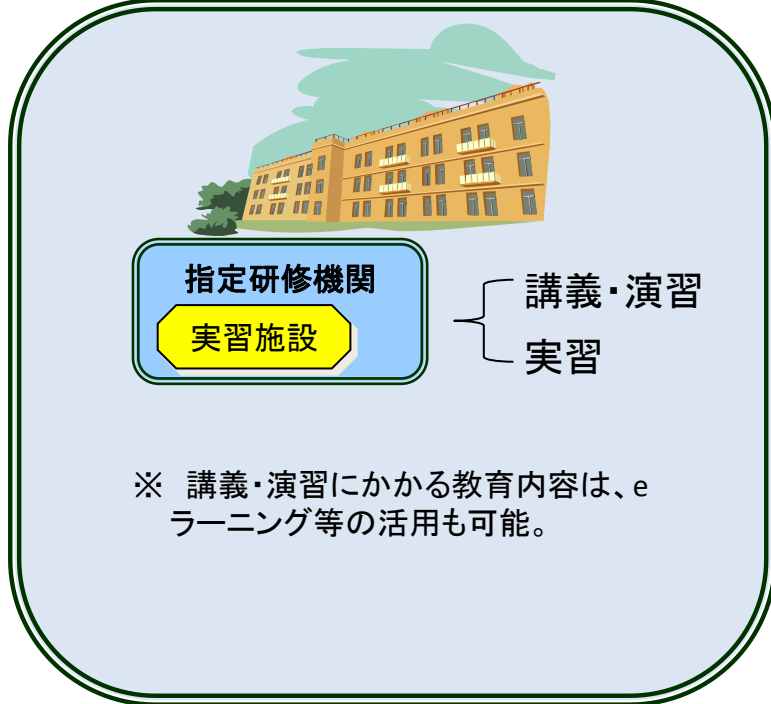 指定研修機関
実習施設
講義・演習
実習
※ 講義・演習にかかる教育内容は、e
ラーニング等の活用も可能。